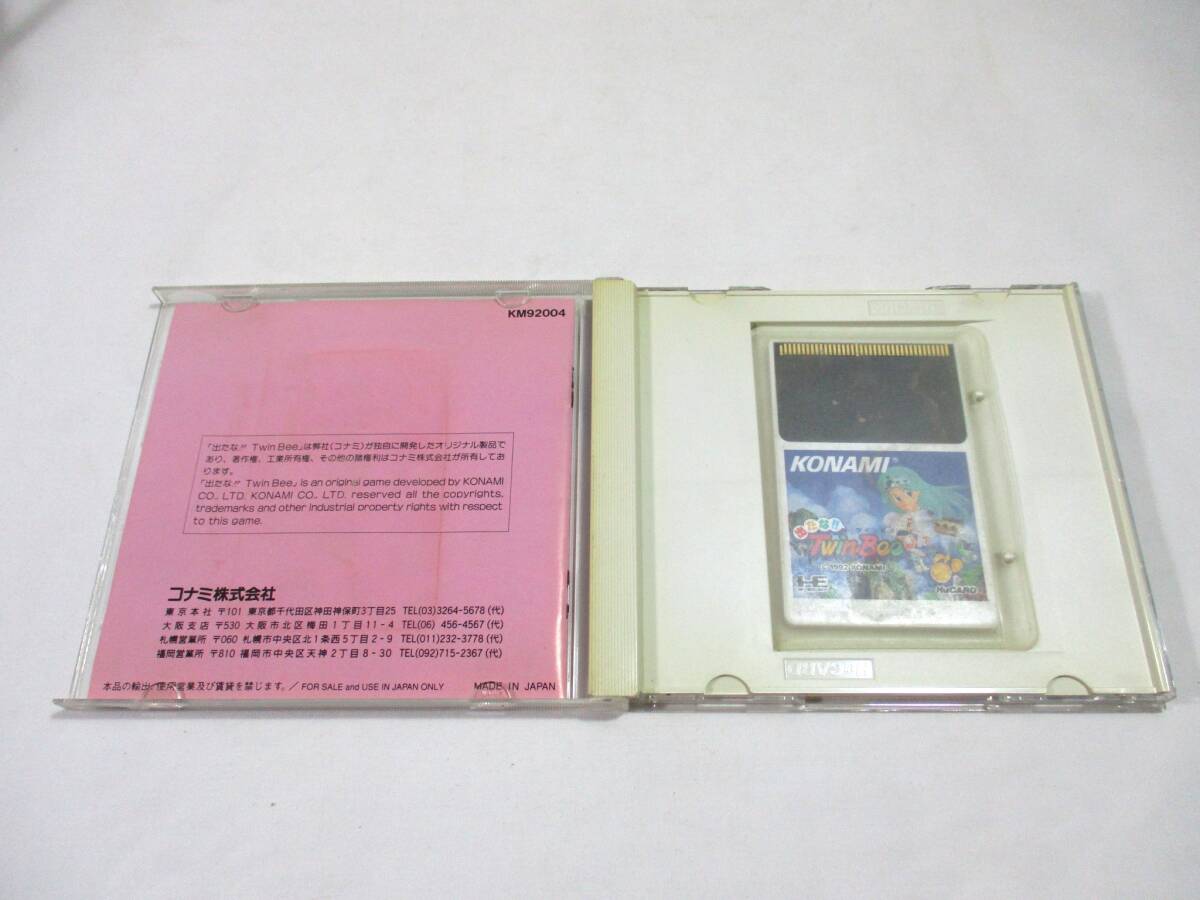 KM92004
「出たな!! Twin Bee」は弊社(コナミ)が独自に開発したオリジナル製品で
あり、著作権、工業所有権、その他の諸権利はコナミ株式会社が所有してお
ります。
「出たな!! Twin Bee」 is an original game developed by KONAMI
CO., LTD. KONAMI CO., LTD. reserved all the copyrights,
trademarks and other industrial property rights with respect
to this game.
コナミ株式会社
東京本社 〒101 東京都千代田区神田神保町3丁目25 TEL(03)3264-5678(代)
大阪支店 〒530 大阪市北区梅田1丁目11-4 TEL(06) 456-4567(代)
札幌営業所 〒060 札幌市中央区北1条西5丁目2-9 TEL(011)232-3778(代)
福岡営業所 〒810 福岡市中央区天神2丁目8-30 TEL(092)715-2367(代)
本品の輸出、使用営業及び賃貸を禁じます。/ FOR SALE and USE IN JAPAN ONLY MADE IN JAPAN
KONAMI®
出たな!!
TwinBee
© 1992 KONAMI
HE
HuCARD